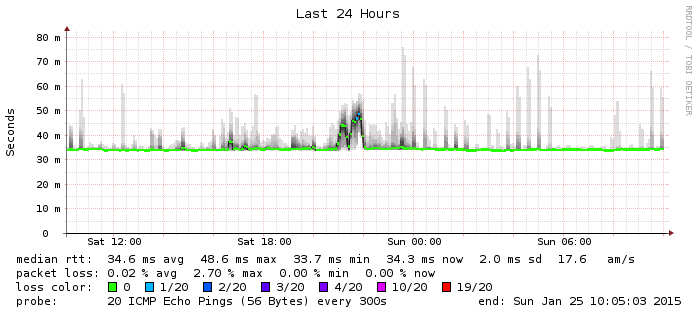 Last 24 Hours
RRDTOOL / TOBI OETIKER
Seconds
80 m
70 m
60 m
50 m
40 m
30 m
20 m
10 m
0
Sat 12:00 Sat 18:00 Sun 00:00 Sun 06:00
median rtt: 34.6 ms avg 48.6 ms max 33.7 ms min 34.3 ms now 2.0 ms sd 17.6 am/s
packet loss: 0.02 % avg 2.70 % max 0.00 % min 0.00 % now
loss color: 0 1/20 2/20 3/20 4/20 10/20 19/20
probe: 20 ICMP Echo Pings (56 Bytes) every 300s end: Sun Jan 25 10:05:03 2015